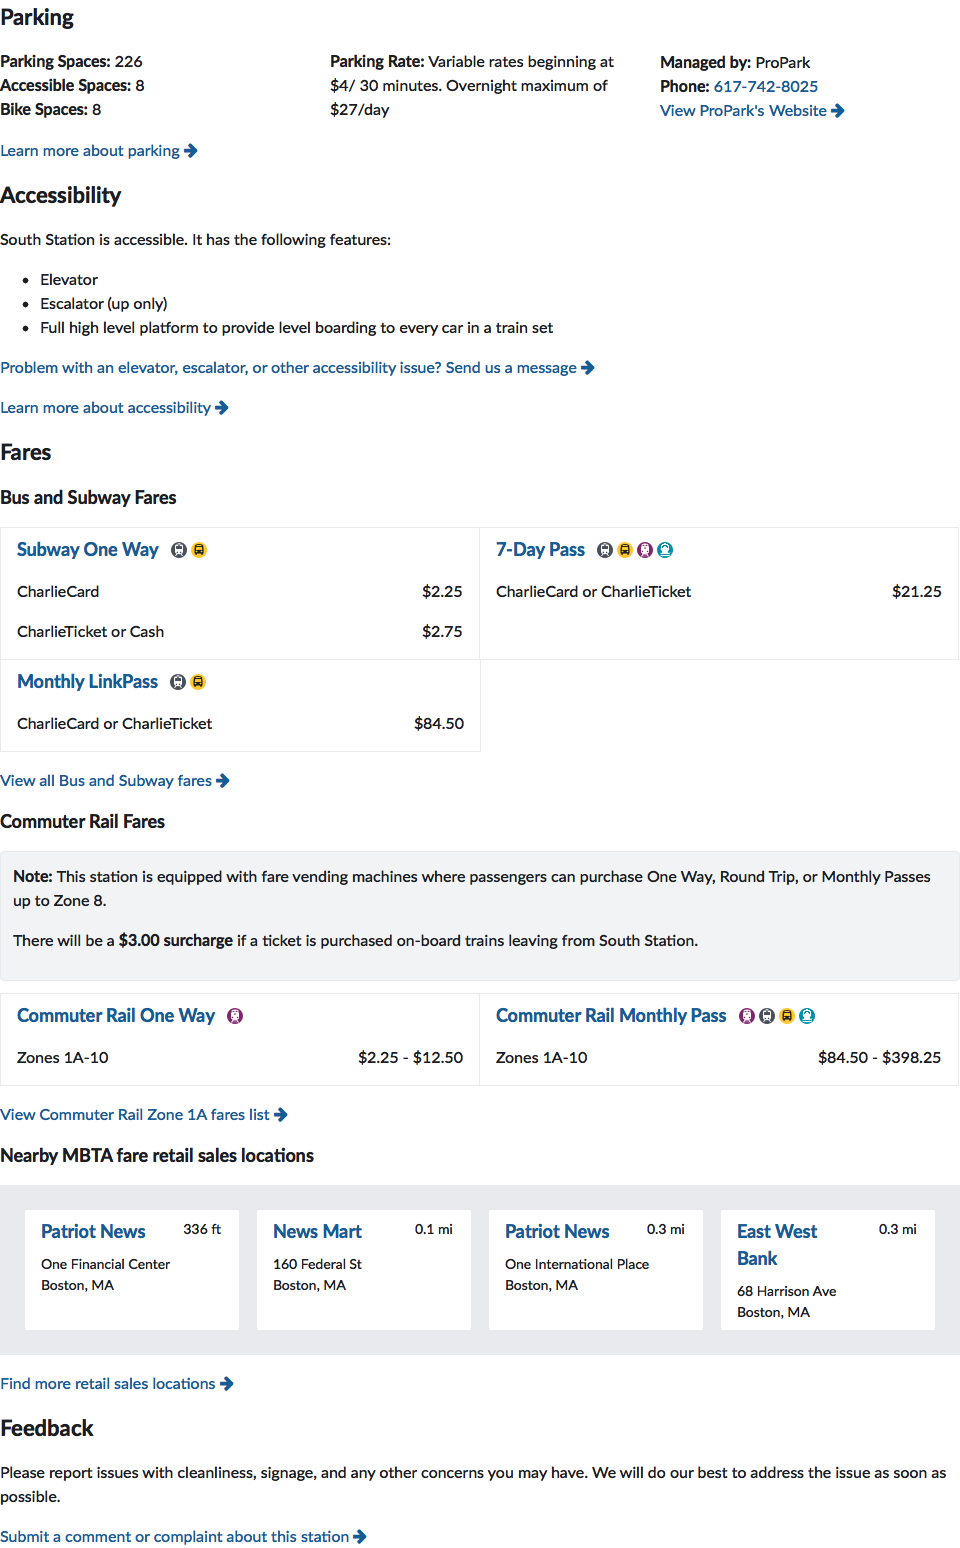 Parking
Parking Spaces: 226
Accessible Spaces: 8
Bike Spaces: 8
Parking Rate: Variable rates beginning at
$4/ 30 minutes. Overnight maximum of
$27/day
Managed by: ProPark
Phone: 617-742-8025
View ProPark's Website
Learn more about parking
Accessibility
South Station is accessible. It has the following features:
Elevator
Escalator (up only)
Full high level platform to provide level boarding to every car in a train set
Problem with an elevator, escalator, or other accessibility issue? Send us a message
Learn more about accessibility
Fares
Bus and Subway Fares
Subway One Way
CharlieCard $2.25
CharlieTicket or Cash $2.75
7-Day Pass
CharlieCard or CharlieTicket $21.25
Monthly LinkPass
CharlieCard or CharlieTicket $84.50
View all Bus and Subway fares
Commuter Rail Fares
Note: This station is equipped with fare vending machines where passengers can purchase One Way, Round Trip, or Monthly Passes
up to Zone 8.
There will be a $3.00 surcharge if a ticket is purchased on-board trains leaving from South Station.
Commuter Rail One Way
Zones 1A-10 $2.25 - $12.50
Commuter Rail Monthly Pass
Zones 1A-10 $84.50 - $398.25
View Commuter Rail Zone 1A fares list
Nearby MBTA fare retail sales locations
Patriot News 336 ft
One Financial Center
Boston, MA
News Mart 0.1 mi
160 Federal St
Boston, MA
Patriot News 0.3 mi
One International Place
Boston, MA
East West 0.3 mi
Bank
68 Harrison Ave
Boston, MA
Find more retail sales locations
Feedback
Please report issues with cleanliness, signage, and any other concerns you may have. We will do our best to address the issue as soon as
possible.
Submit a comment or complaint about this station